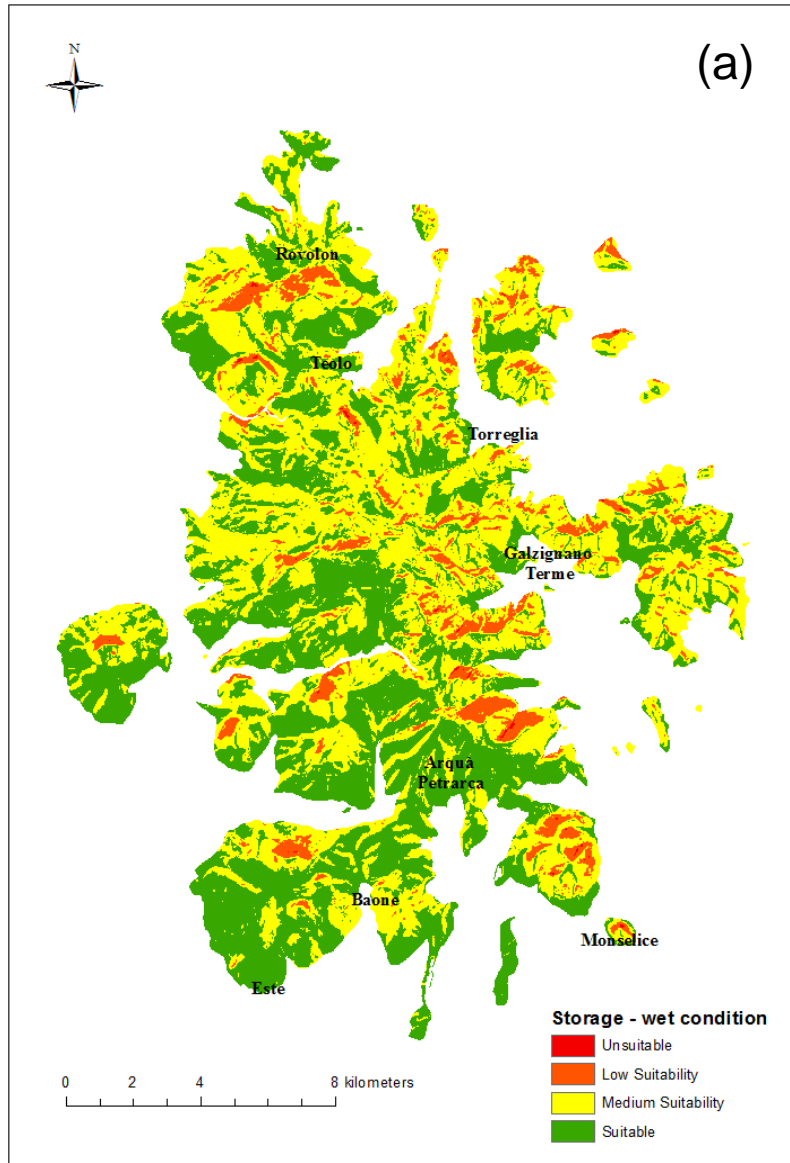 (a)
N
Rovolon
Teolo
Torreglia
Galzignano
Terme
Arquà
Petrarca
Baone
Monselice
Este
Storage - wet condition
Unsuitable
Low Suitability
Medium Suitability
Suitable
0 2 4 8 kilometers